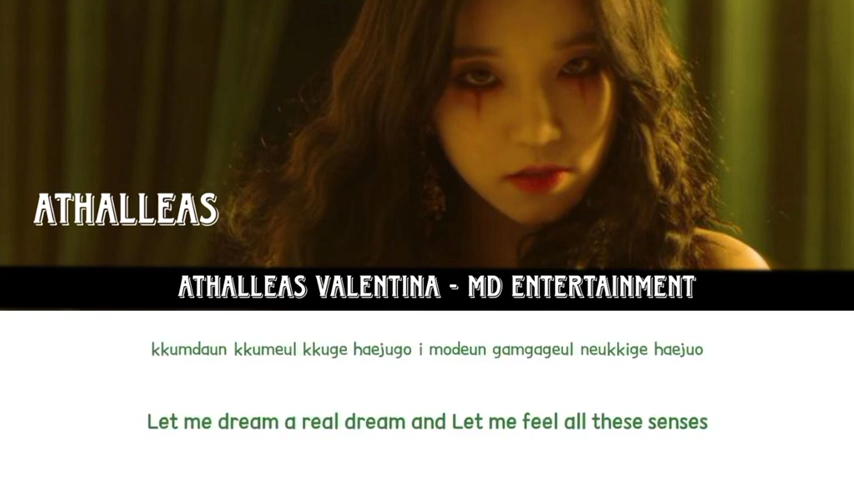 ATHALLEAS
ATHALLEAS VALENTINA - MD ENTERTAINMENT
kkumdaun kkumeul kkuge haejugo i modeun gamgageul neukkige haejuo
Let me dream a real dream and Let me feel all these senses